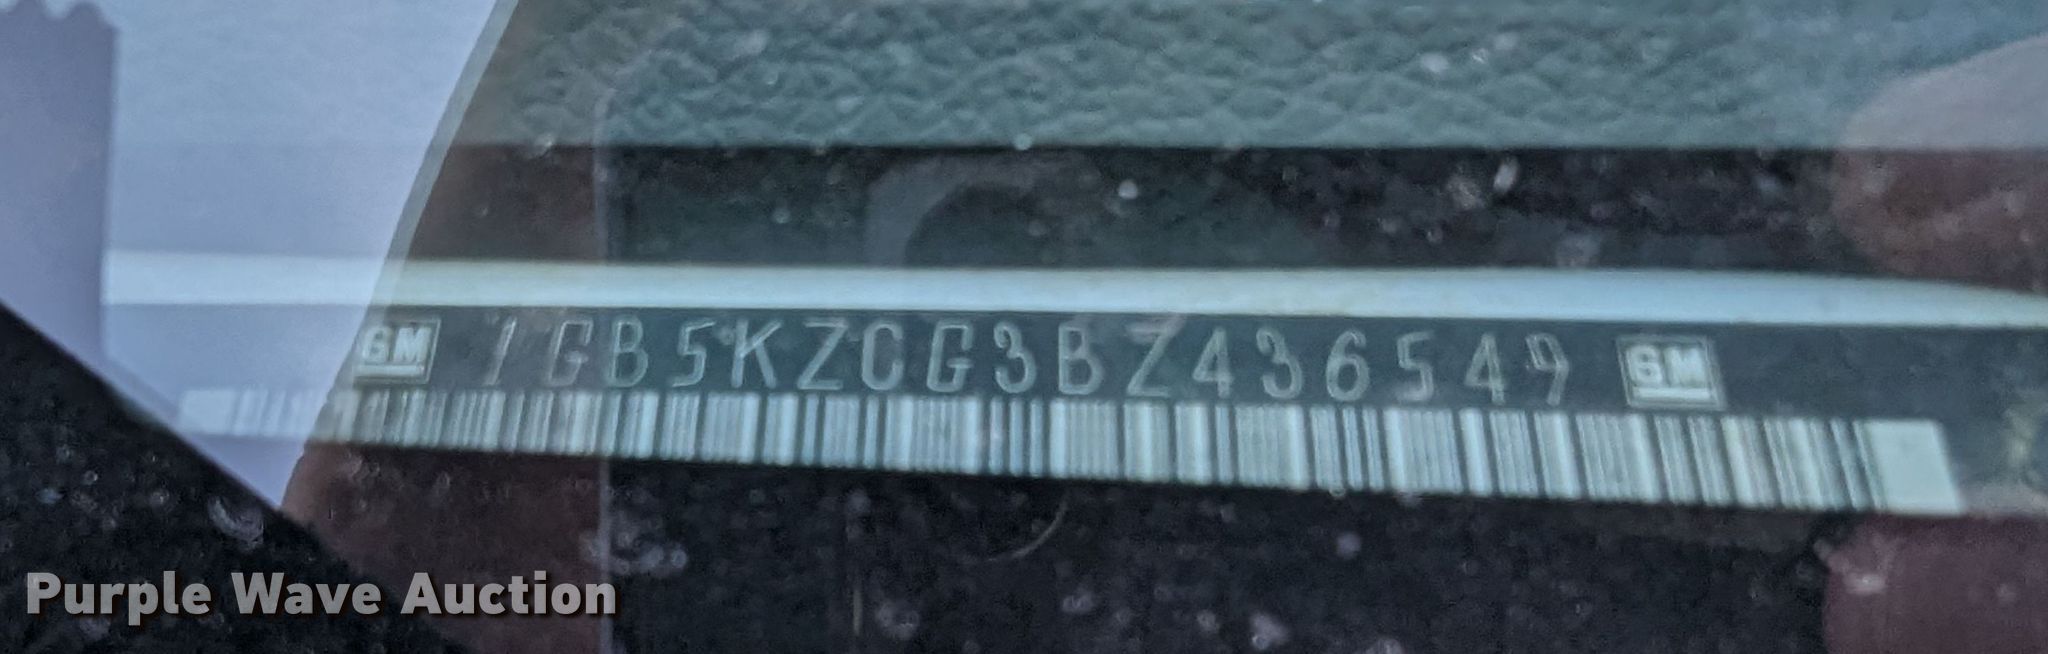 GM 1GB5KZCG3BZ436549 GM
Purple Wave Auction